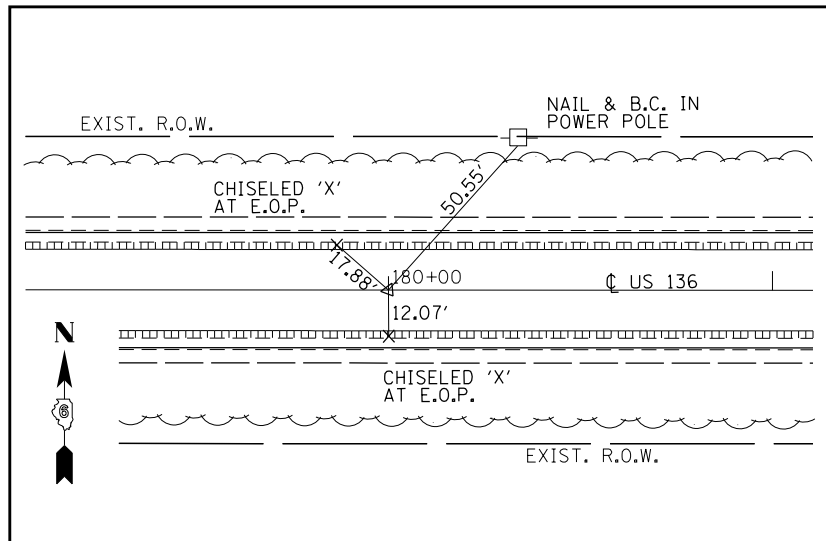 NAIL & B.C. IN
POWER POLE
EXIST. R.O.W.
50.55'
CHISELED 'X'
AT E.O.P.
17.88'
180+00
℄ US 136
12.07'
N
6
CHISELED 'X'
AT E.O.P.
EXIST. R.O.W.